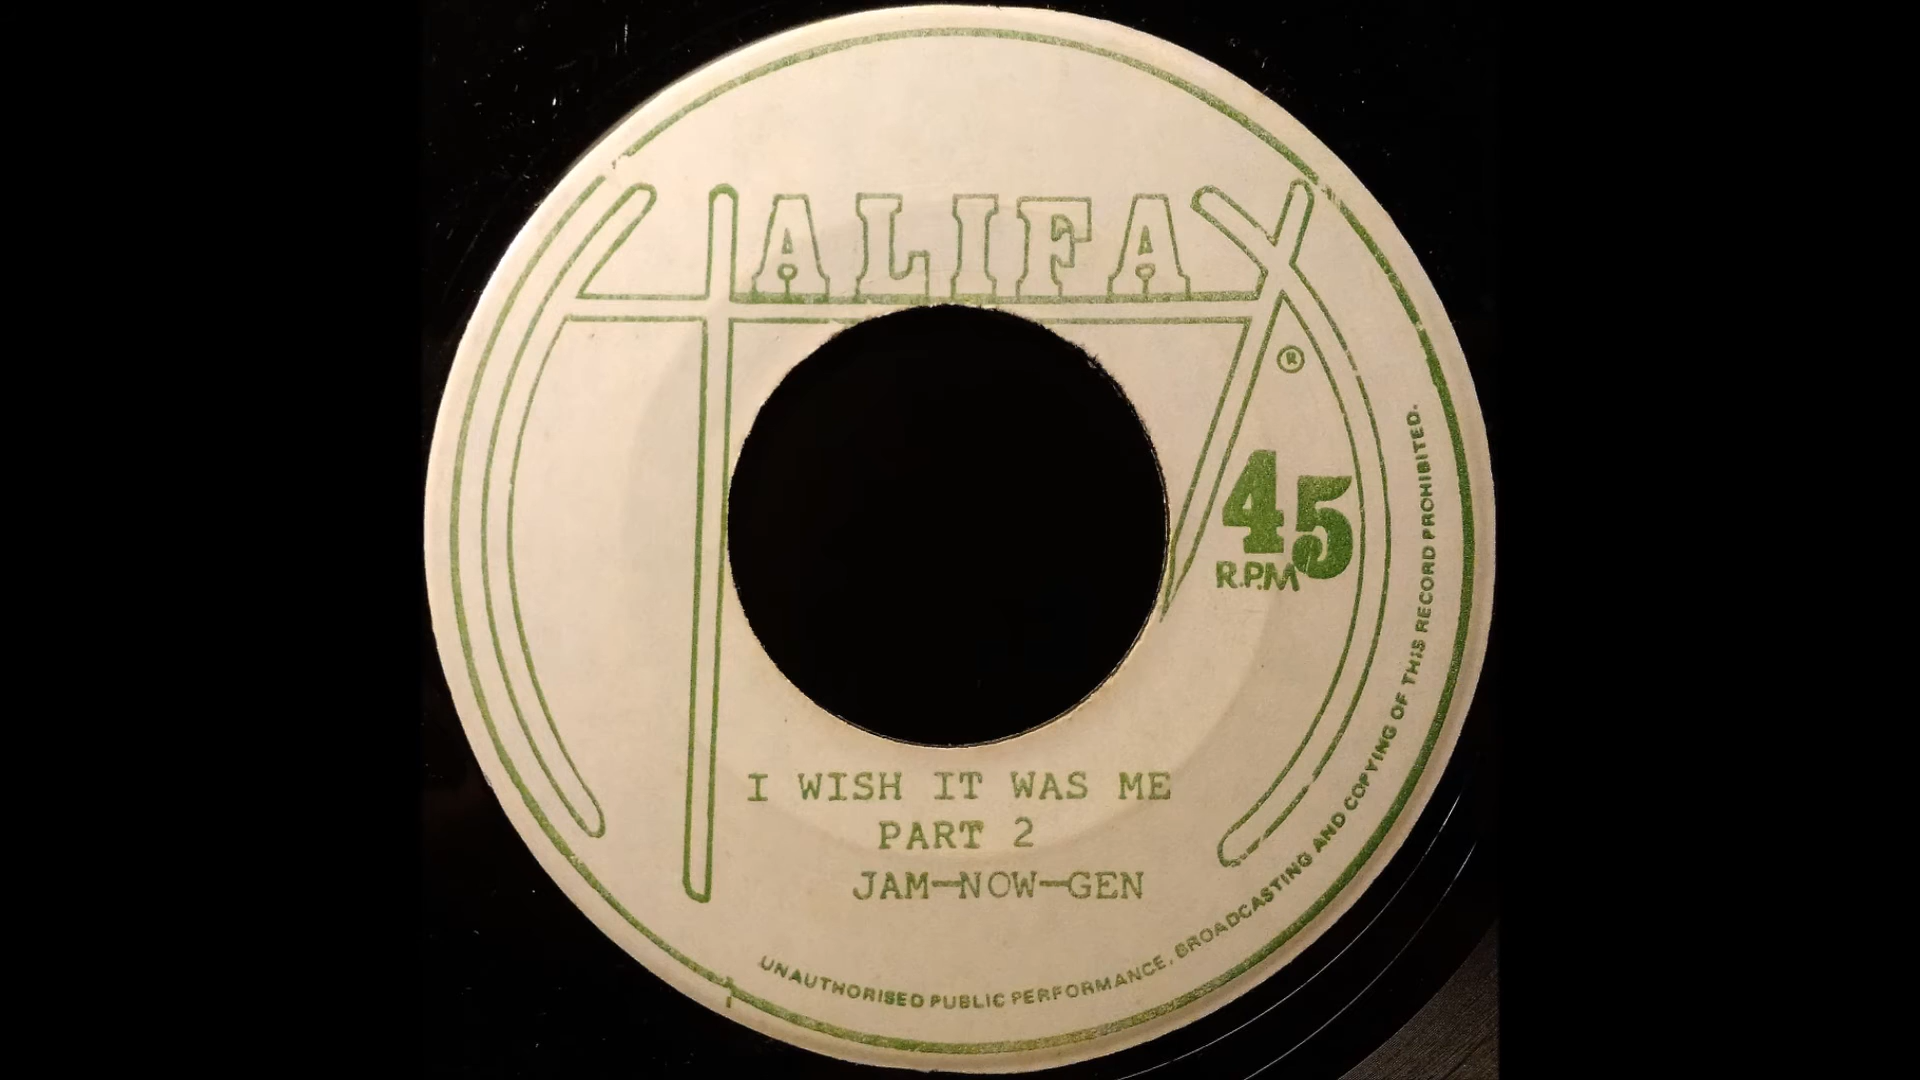 HALIFAX
®
45
R.P.M
I WISH IT WAS ME
PART 2
JAM-NOW-GEN
UNAUTHORISED PUBLIC PERFORMANCE, BROADCASTING AND COPYING OF THIS RECORD PROHIBITED.